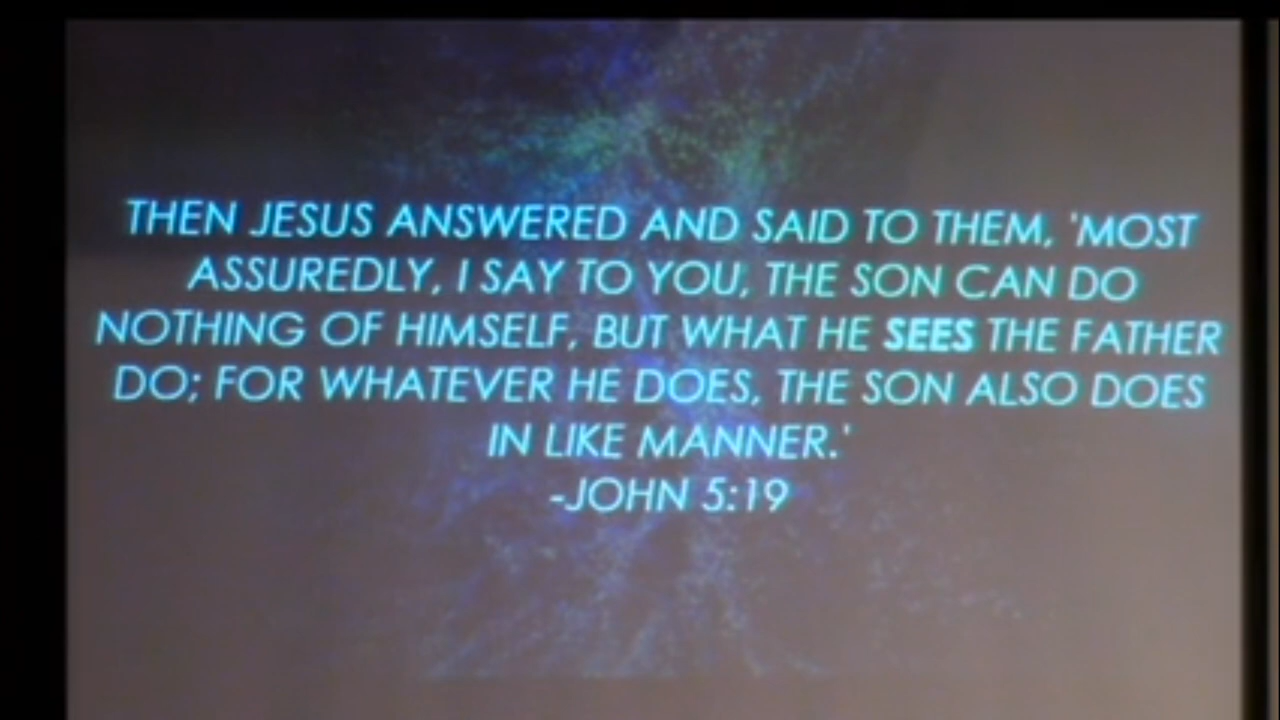 THEN JESUS ANSWERED AND SAID TO THEM, 'MOST
ASSUREDLY, I SAY TO YOU, THE SON CAN DO
NOTHING OF HIMSELF, BUT WHAT HE SEES THE FATHER
DO; FOR WHATEVER HE DOES, THE SON ALSO DOES
IN LIKE MANNER.'
-JOHN 5:19